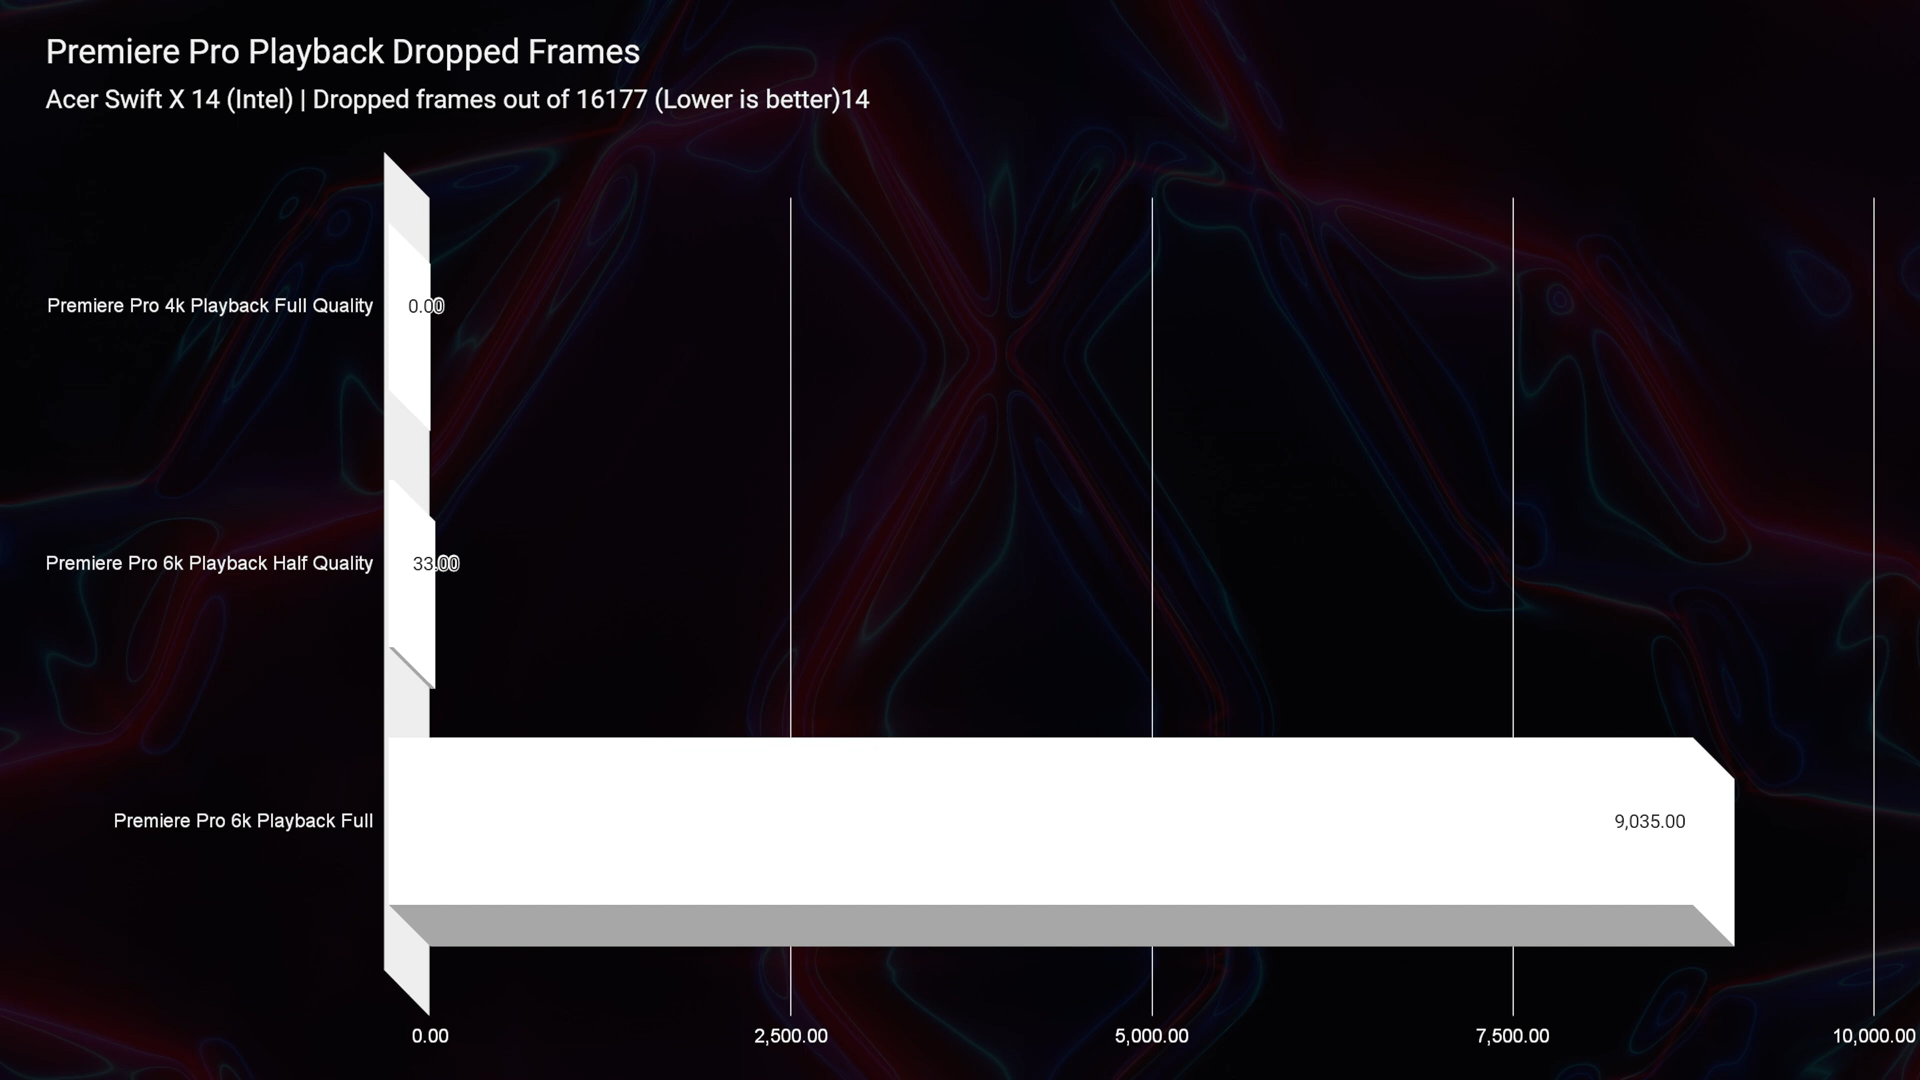 Premiere Pro Playback Dropped Frames
Acer Swift X 14 (Intel) | Dropped frames out of 16177 (Lower is better)14
Premiere Pro 4k Playback Full Quality
0.00
Premiere Pro 6k Playback Half Quality
33.00
Premiere Pro 6k Playback Full
9,035.00
0.00 2,500.00 5,000.00 7,500.00 10,000.00